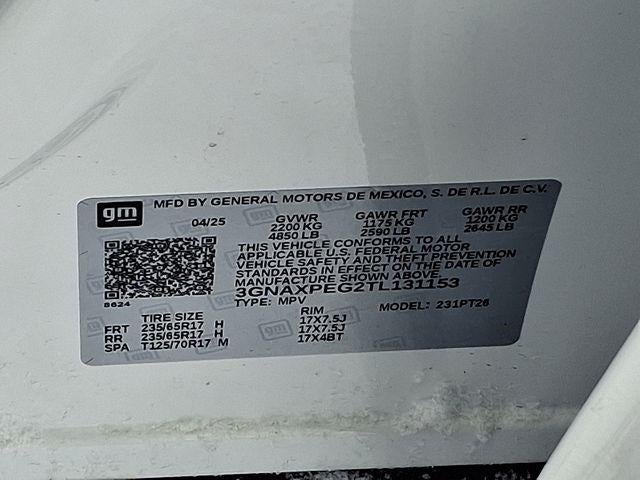 gm MFD BY GENERAL MOTORS DE MEXICO, S. DE R.L. DE C.V.
04/25 GVWR GAWR FRT GAWR RR
2200 KG 1175 KG 1200 KG
4850 LB 2590 LB 2645 LB
THIS VEHICLE CONFORMS TO ALL
APPLICABLE U.S. FEDERAL MOTOR
VEHICLE SAFETY AND THEFT PREVENTION
STANDARDS IN EFFECT ON THE DATE OF
MANUFACTURE SHOWN ABOVE
3GNAXPEG2TL131153
8624
TYPE: MPV MODEL: 231PT26
TIRE SIZE RIM
FRT 235/65R17 H 17X7.5J
RR 235/65R17 H 17X7.5J
SPA T125/70R17 M 17X4BT